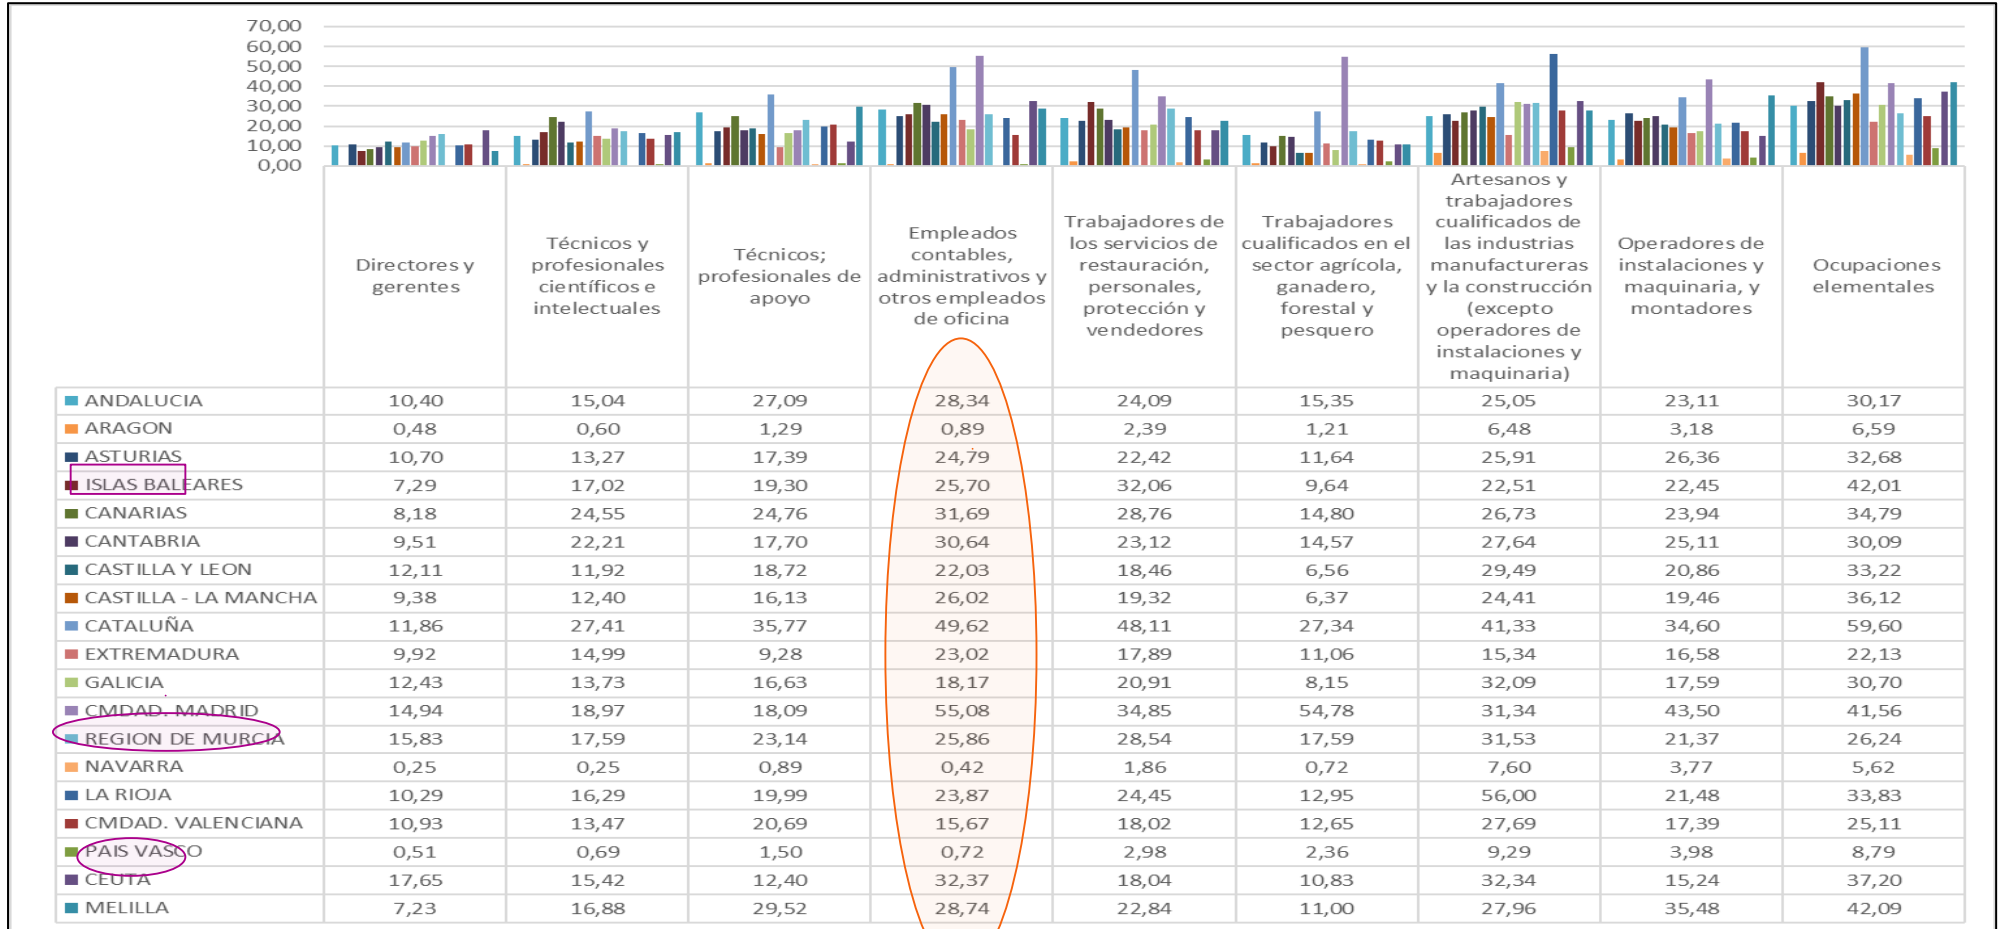 70,00
60,00
50,00
40,00
30,00
20,00
10,00
0,00
Directores y
gerentes
Técnicos y
profesionales
científicos e
intelectuales
Técnicos;
profesionales de
apoyo
Empleados
contables,
administrativos y
otros empleados
de oficina
Trabajadores de
los servicios de
restauración,
personales,
protección y
vendedores
Trabajadores
cualificados en el
sector agrícola,
ganadero,
forestal y
pesquero
Artesanos y
trabajadores
cualificados de
las industrias
manufactureras
y la construcción
(excepto
operadores de
instalaciones y
maquinaria)
Operadores de
instalaciones y
maquinaria, y
montadores
Ocupaciones
elementales
ANDALUCIA 10,40 15,04 27,09 28,34 24,09 15,35 25,05 23,11 30,17
ARAGON 0,48 0,60 1,29 0,89 2,39 1,21 6,48 3,18 6,59
ASTURIAS 10,70 13,27 17,39 24,79 22,42 11,64 25,91 26,36 32,68
ISLAS BALEARES 7,29 17,02 19,30 25,70 32,06 9,64 22,51 22,45 42,01
CANARIAS 8,18 24,55 24,76 31,69 28,76 14,80 26,73 23,94 34,79
CANTABRIA 9,51 22,21 17,70 30,64 23,12 14,57 27,64 25,11 30,09
CASTILLA Y LEON 12,11 11,92 18,72 22,03 18,46 6,56 29,49 20,86 33,22
CASTILLA - LA MANCHA 9,38 12,40 16,13 26,02 19,32 6,37 24,41 19,46 36,12
CATALUÑA 11,86 27,41 35,77 49,62 48,11 27,34 41,33 34,60 59,60
EXTREMADURA 9,92 14,99 9,28 23,02 17,89 11,06 15,34 16,58 22,13
GALICIA 12,43 13,73 16,63 18,17 20,91 8,15 32,09 17,59 30,70
CMDAD. MADRID 14,94 18,97 18,09 55,08 34,85 54,78 31,34 43,50 41,56
REGION DE MURCIA 15,83 17,59 23,14 25,86 28,54 17,59 31,53 21,37 26,24
NAVARRA 0,25 0,25 0,89 0,42 1,86 0,72 7,60 3,77 5,62
LA RIOJA 10,29 16,29 19,99 23,87 24,45 12,95 56,00 21,48 33,83
CMDAD. VALENCIANA 10,93 13,47 20,69 15,67 18,02 12,65 27,69 17,39 25,11
PAIS VASCO 0,51 0,69 1,50 0,72 2,98 2,36 9,29 3,98 8,79
CEUTA 17,65 15,42 12,40 32,37 18,04 10,83 32,34 15,24 37,20
MELILLA 7,23 16,88 29,52 28,74 22,84 11,00 27,96 35,48 42,09